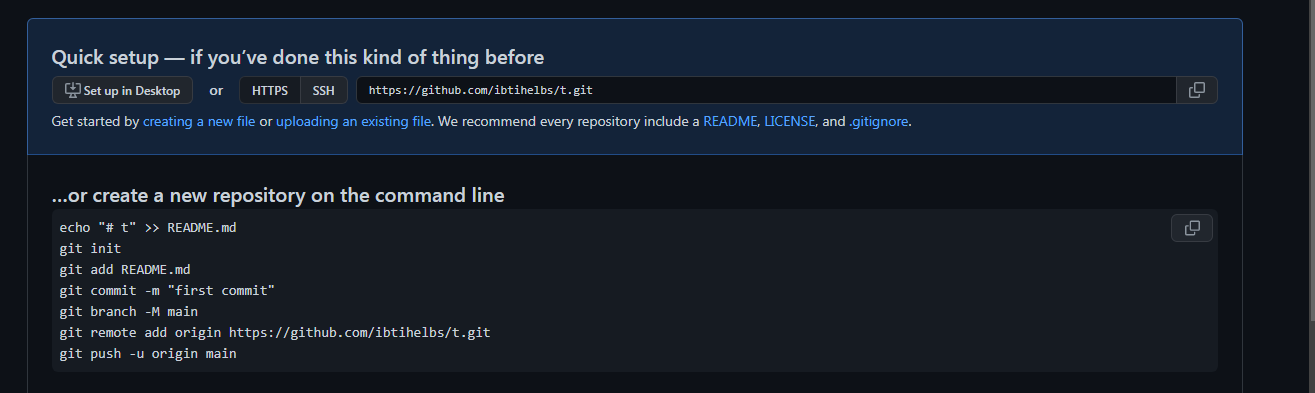 Quick setup — if you’ve done this kind of thing before
Set up in Desktop or HTTPS SSH https://github.com/ibtihelbs/t.git
Get started by creating a new file or uploading an existing file. We recommend every repository include a README, LICENSE, and .gitignore.
…or create a new repository on the command line
echo "# t" >> README.md
git init
git add README.md
git commit -m "first commit"
git branch -M main
git remote add origin https://github.com/ibtihelbs/t.git
git push -u origin main